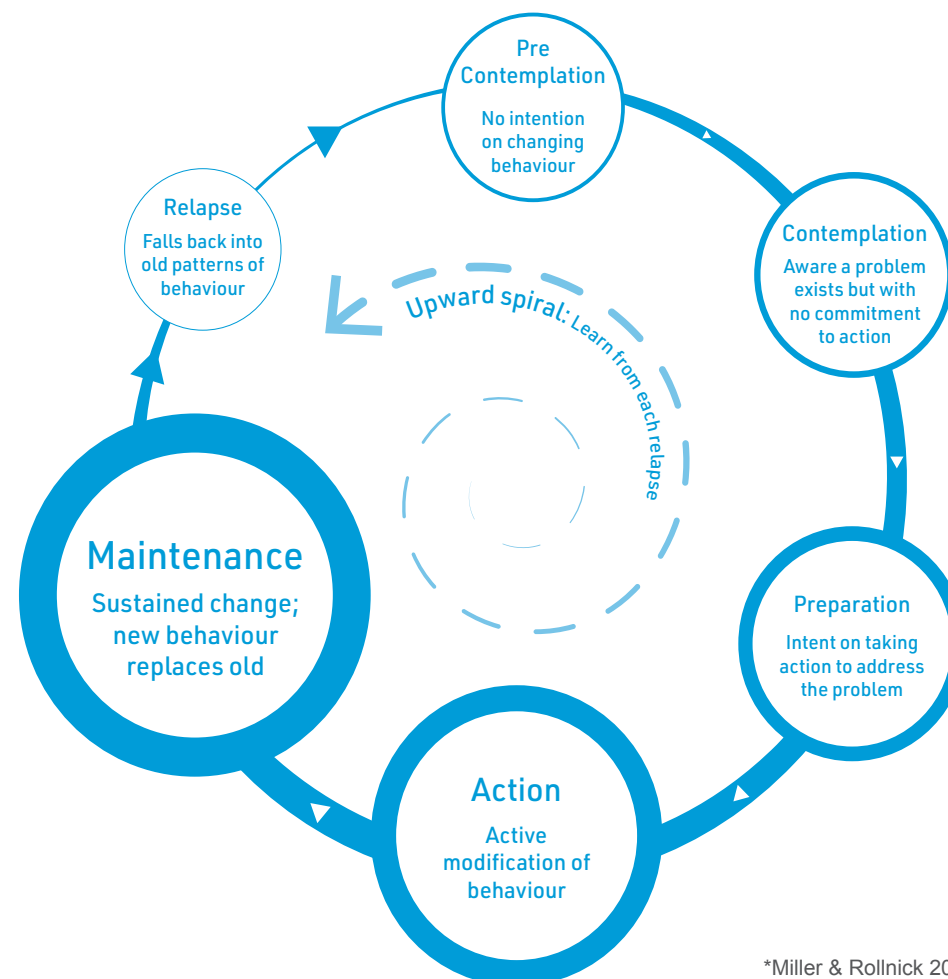 Pre
Contemplation
No intention
on changing
behaviour
Contemplation
Aware a problem
exists but with
no commitment
to action
Preparation
Intent on taking
action to address
the problem
Action
Active
modification of
behaviour
Maintenance
Sustained change;
new behaviour
replaces old
Relapse
Falls back into
old patterns of
behaviour
Upward spiral: Learn from each relapse
*Miller & Rollnick